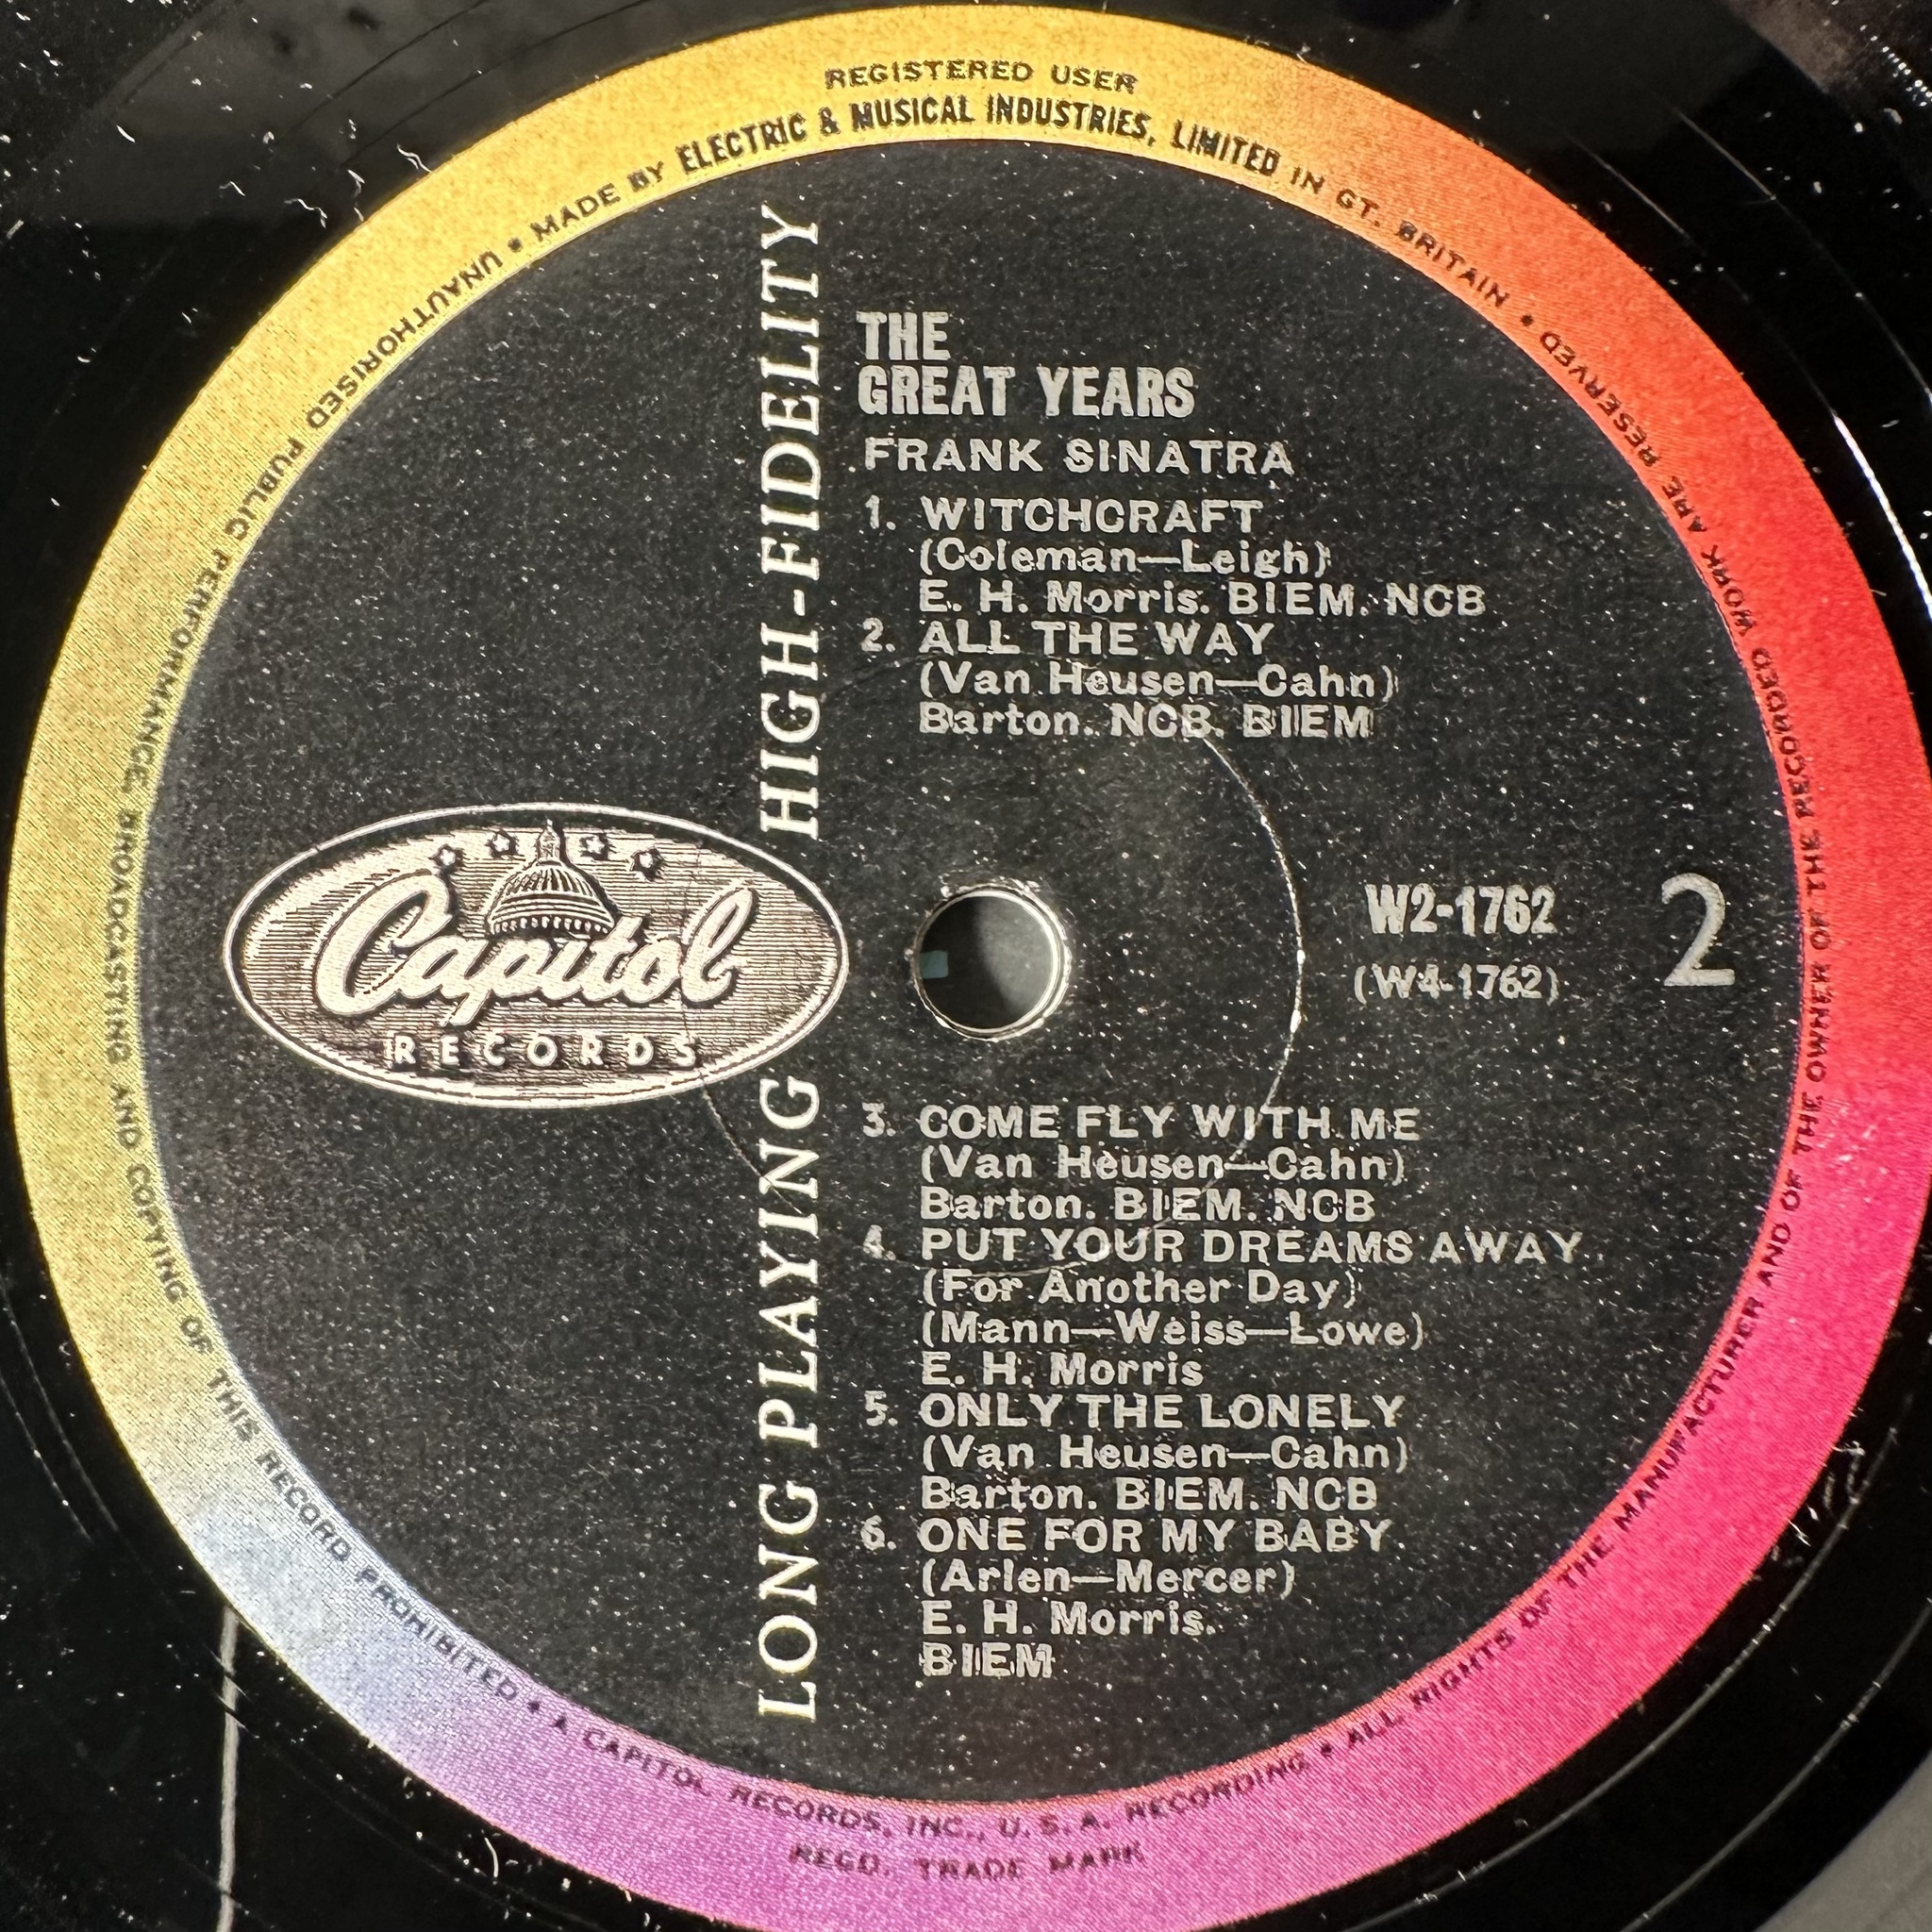 REGISTERED USER
MADE BY ELECTRIC & MUSICAL INDUSTRIES, LIMITED IN GT. BRITAIN •
ALL RIGHTS OF THE MANUFACTURER AND OF THE OWNER OF THE RECORDED WORK ARE RESERVED •
UNAUTHORISED PUBLIC PERFORMANCE, BROADCASTING AND COPYING OF THIS RECORD PROHIBITED •
A CAPITOL RECORDS, INC., U.S.A. RECORDING •
REGD. TRADE MARK
LONG PLAYING HIGH-FIDELITY
Capitol
RECORDS
THE
GREAT YEARS
FRANK SINATRA
1. WITCHCRAFT
(Coleman—Leigh)
E. H. Morris. BIEM. NCB
2. ALL THE WAY
(Van Heusen—Cahn)
Barton. NCB. BIEM
W2-1762
(W4-1762)
2
3. COME FLY WITH ME
(Van Heusen—Cahn)
Barton. BIEM. NCB
4. PUT YOUR DREAMS AWAY
(For Another Day)
(Mann—Weiss—Lowe)
E. H. Morris
5. ONLY THE LONELY
(Van Heusen—Cahn)
Barton. BIEM. NCB
6. ONE FOR MY BABY
(Arlen—Mercer)
E. H. Morris.
BIEM